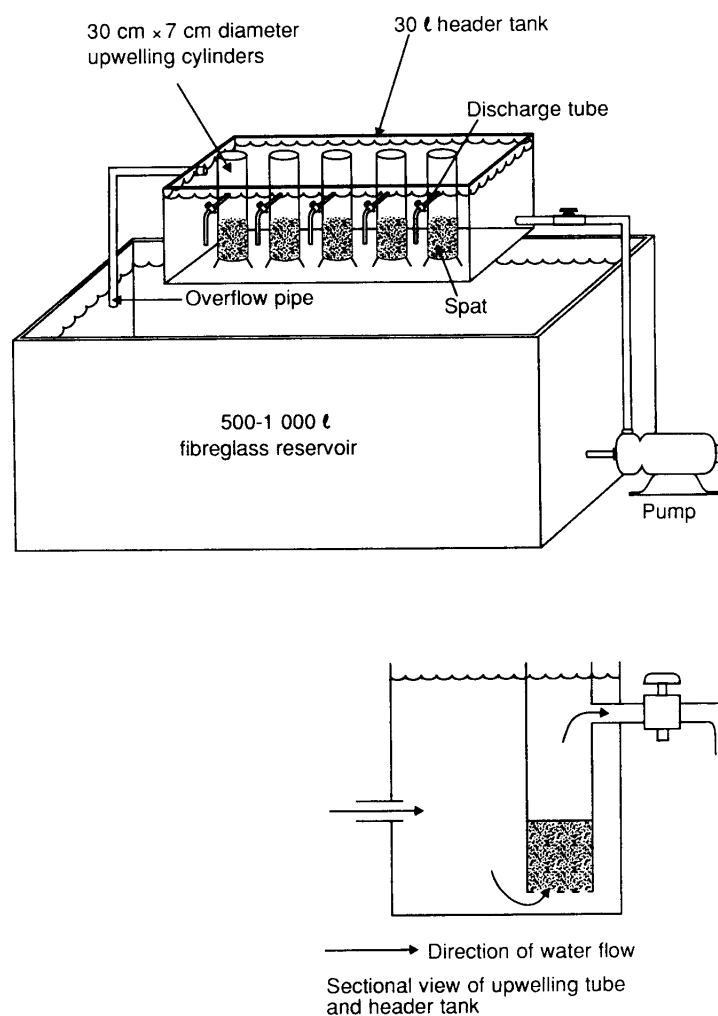 30 cm × 7 cm diameter
upwelling cylinders
30 ℓ header tank
Discharge tube
Overflow pipe
Spat
500-1 000 ℓ
fibreglass reservoir
Pump
Direction of water flow
Sectional view of upwelling tube
and header tank